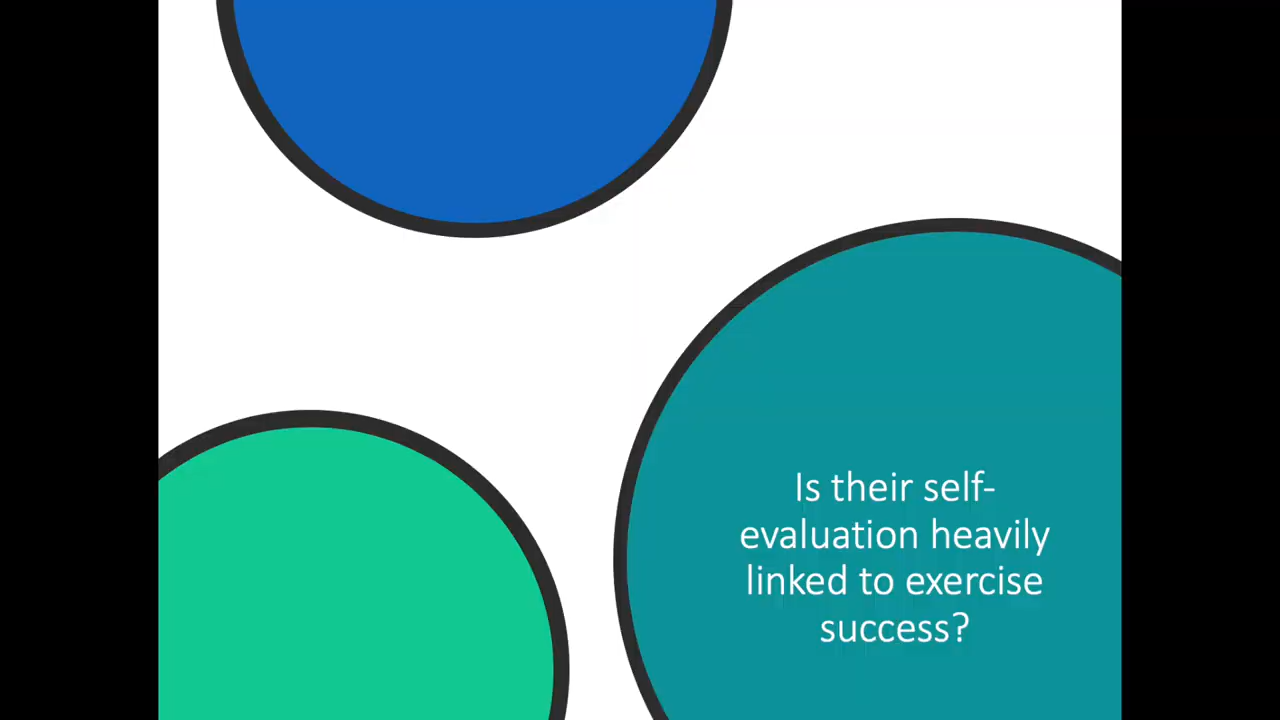 Is their self-
evaluation heavily
linked to exercise
success?